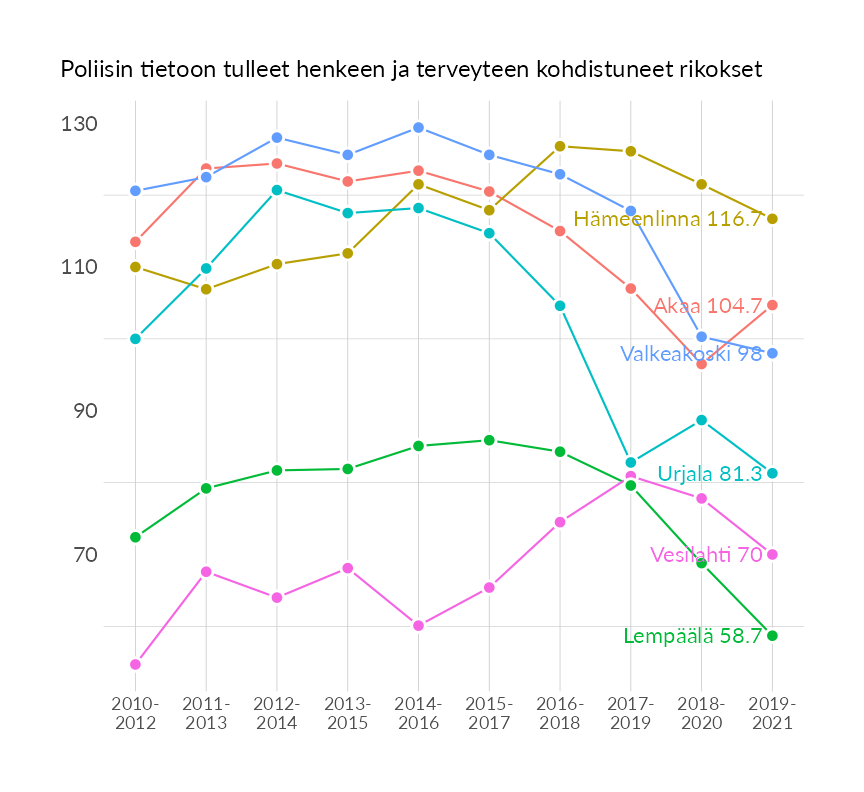 Poliisin tietoon tulleet henkeen ja terveyteen kohdistuneet rikokset
130
110
90
70
Hämeenlinna 116.7
Akaa 104.7
Valkeakoski 98
Urjala 81.3
Vesilahti 70
Lempäälä 58.7
2010- 2011- 2012- 2013- 2014- 2015- 2016- 2017- 2018- 2019-
2012 2013 2014 2015 2016 2017 2018 2019 2020 2021